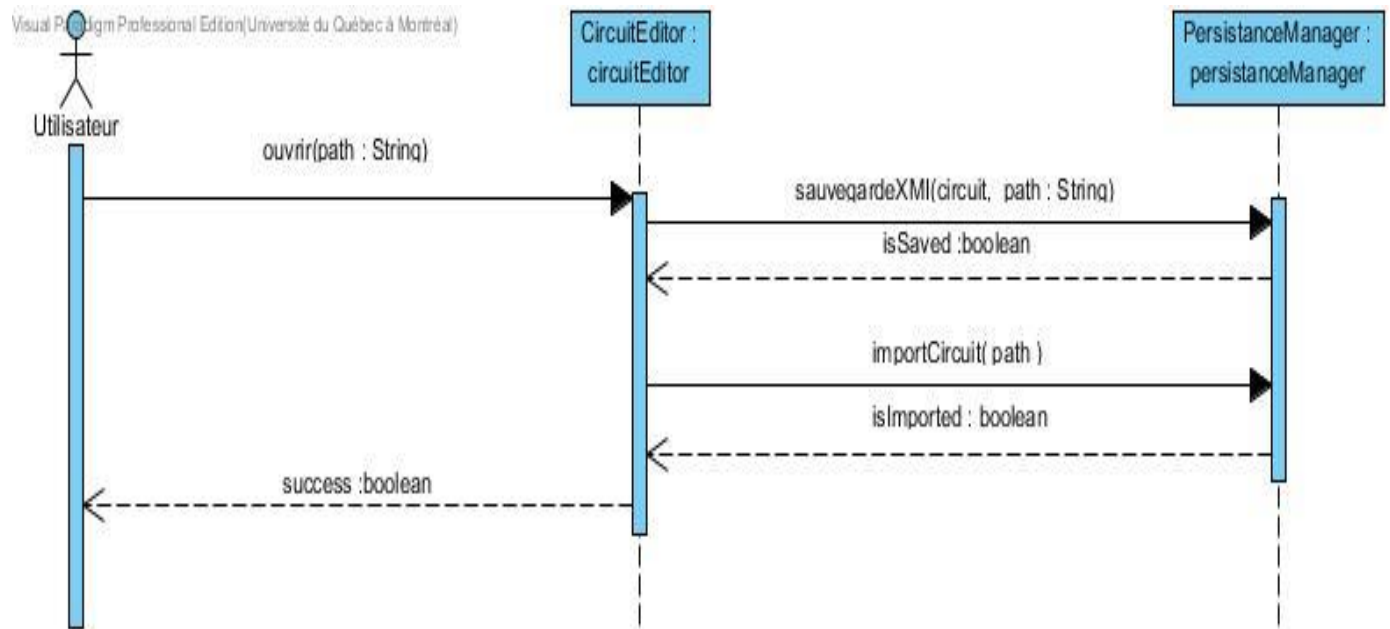 Visual Paradigm Professional Edition(Université du Québec à Montréal)
CircuitEditor :
circuitEditor
PersistanceManager :
persistanceManager
Utilisateur
ouvrir(path : String)
sauvegardeXMI(circuit, path : String)
isSaved :boolean
importCircuit( path )
isImported : boolean
success :boolean